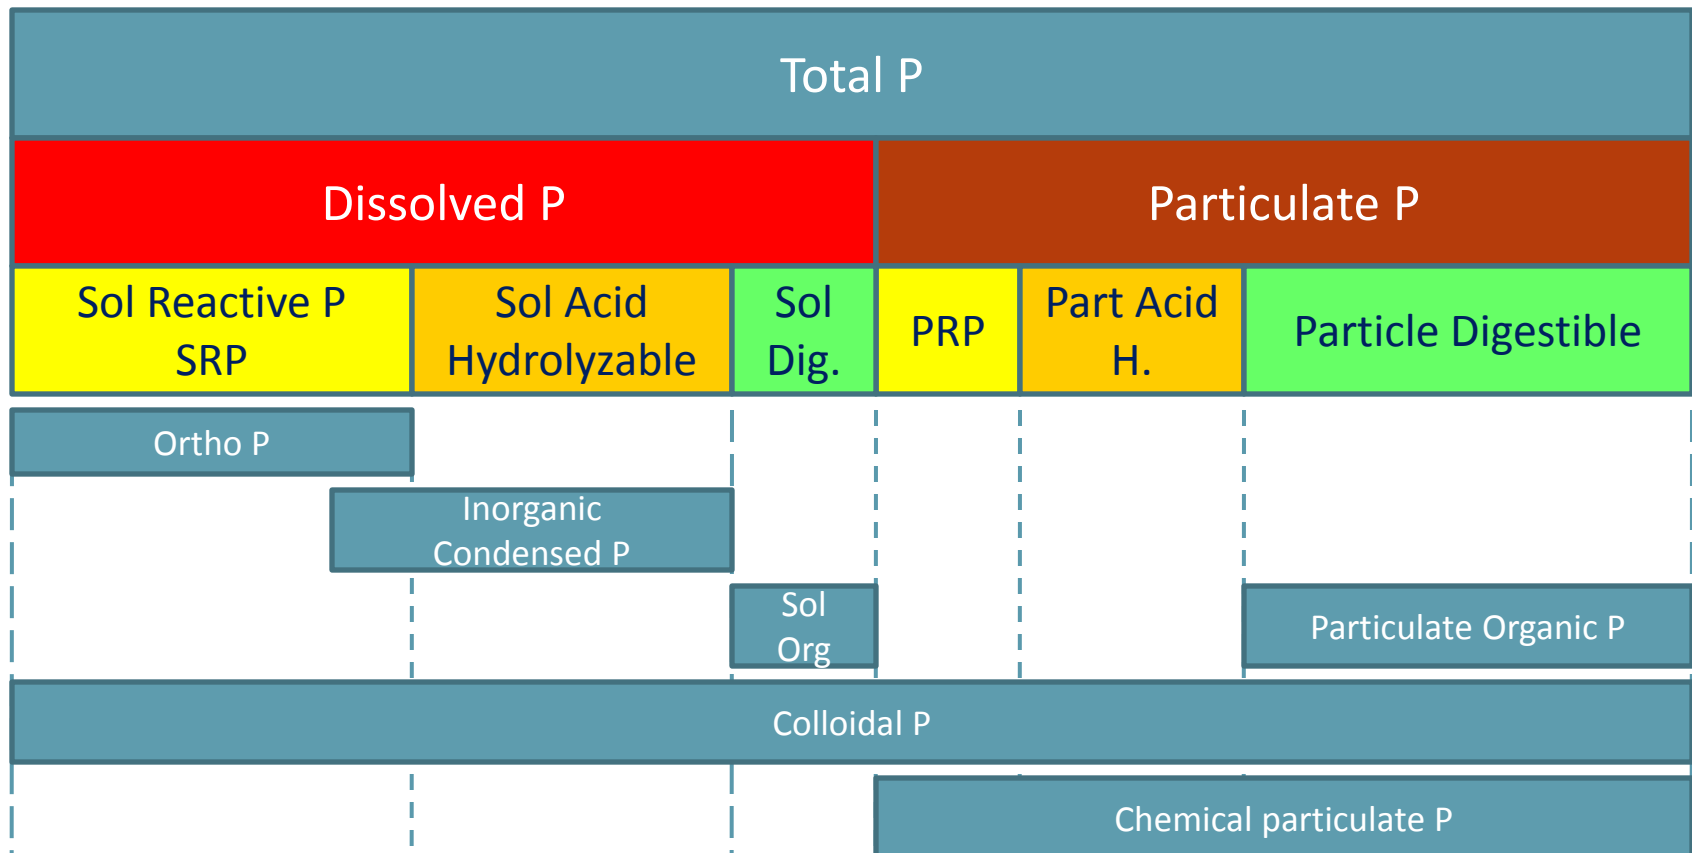 Total P
Dissolved P
Particulate P
Sol Reactive P
SRP
Sol Acid
Hydrolyzable
Sol
Dig.
PRP
Part Acid
H.
Particle Digestible
Ortho P
Inorganic
Condensed P
Sol
Org
Particulate Organic P
Colloidal P
Chemical particulate P